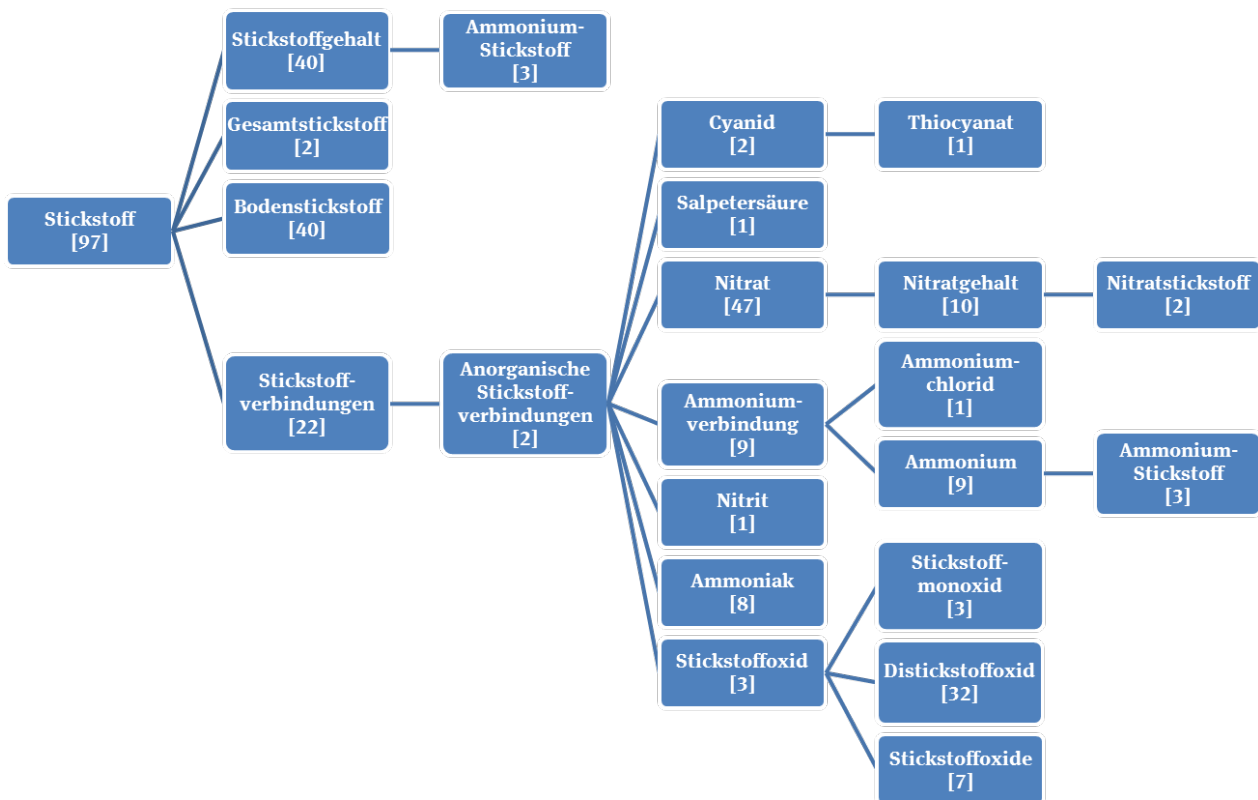 Stickstoff
[97]
Stickstoffgehalt
[40]
Ammonium-
Stickstoff
[3]
Gesamtstickstoff
[2]
Bodenstickstoff
[40]
Stickstoff-
verbindungen
[22]
Anorganische
Stickstoff-
verbindungen
[2]
Cyanid
[2]
Thiocyanat
[1]
Salpetersäure
[1]
Nitrat
[47]
Nitratgehalt
[10]
Nitratstickstoff
[2]
Ammonium-
verbindung
[9]
Ammonium-
chlorid
[1]
Ammonium
[9]
Ammonium-
Stickstoff
[3]
Nitrit
[1]
Ammoniak
[8]
Stickstoffoxid
[3]
Stickstoff-
monoxid
[3]
Distickstoffoxid
[32]
Stickstoffoxide
[7]